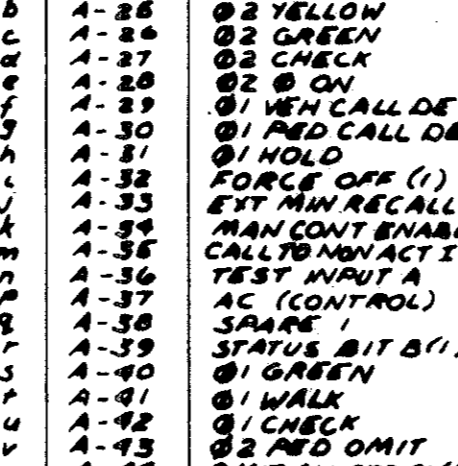 b A-25 Ø2 YELLOW
c A-26 Ø2 GREEN
d A-27 Ø2 CHECK
e A-28 Ø2 Ø ON
f A-29 Ø1 VEH CALL DE
g A-30 Ø1 PED CALL DE
h A-31 Ø1 HOLD
i A-32 FORCE OFF (1)
j A-33 EXT MIN RECALL
k A-34 MAN CONT ENABL
m A-35 CALL TO NON ACT I
n A-36 TEST INPUT A
p A-37 AC (CONTROL)
q A-38 SPARE 1
r A-39 STATUS BIT B(1)
s A-40 Ø1 GREEN
t A-41 Ø1 WALK
u A-42 Ø1 CHECK
v A-43 Ø2 PED OMIT